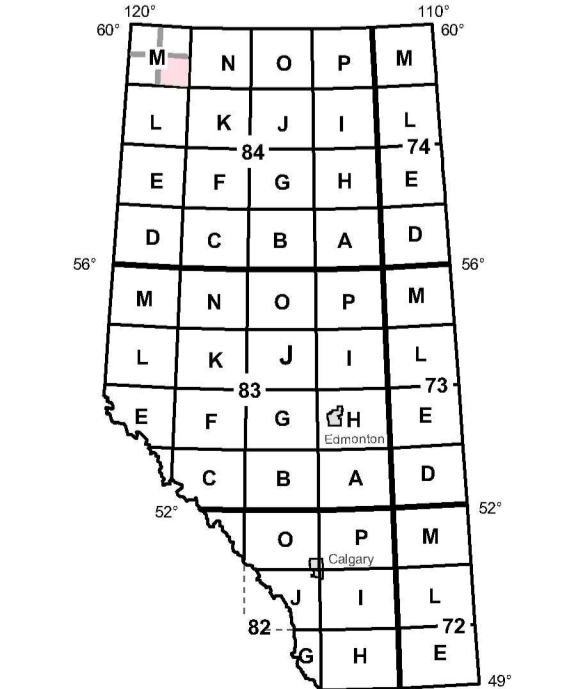 120° 110°
60° 60°
M N O P M
L K J I L
84 74
E F G H E
D C B A D
56° 56°
M N O P M
L K J I L
83 73
E F G H E
Edmonton
C B A D
52° 52°
O P M
Calgary
J I L
82 72
G H E
49°